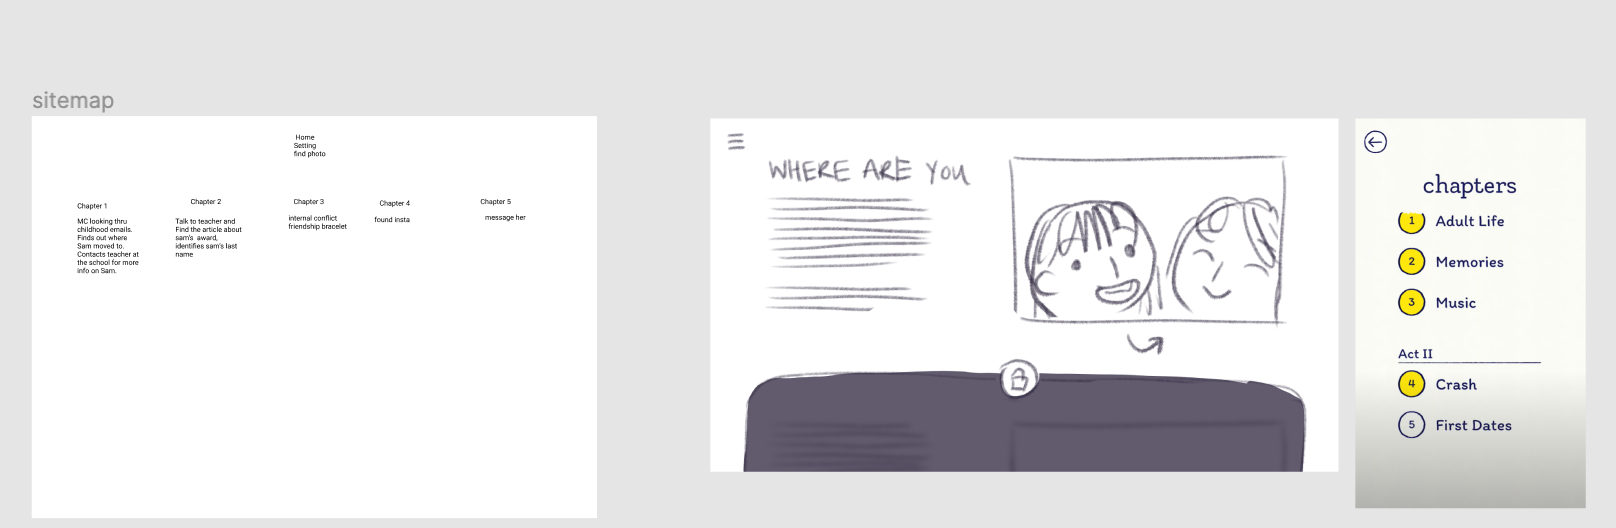 sitemap
Home
Setting
find photo
Chapter 1
MC looking thru
childhood emails.
Finds out where
Sam moved to.
Contacts teacher at
the school for more
info on Sam.
Chapter 2
Talk to teacher and
Find the article about
sam's  award,
identifies sam's last
name
Chapter 3
internal conflict
friendship bracelet
Chapter 4
found insta
Chapter 5
message her
WHERE ARE YOU
chapters
1 Adult Life
2 Memories
3 Music
Act II
4 Crash
5 First Dates